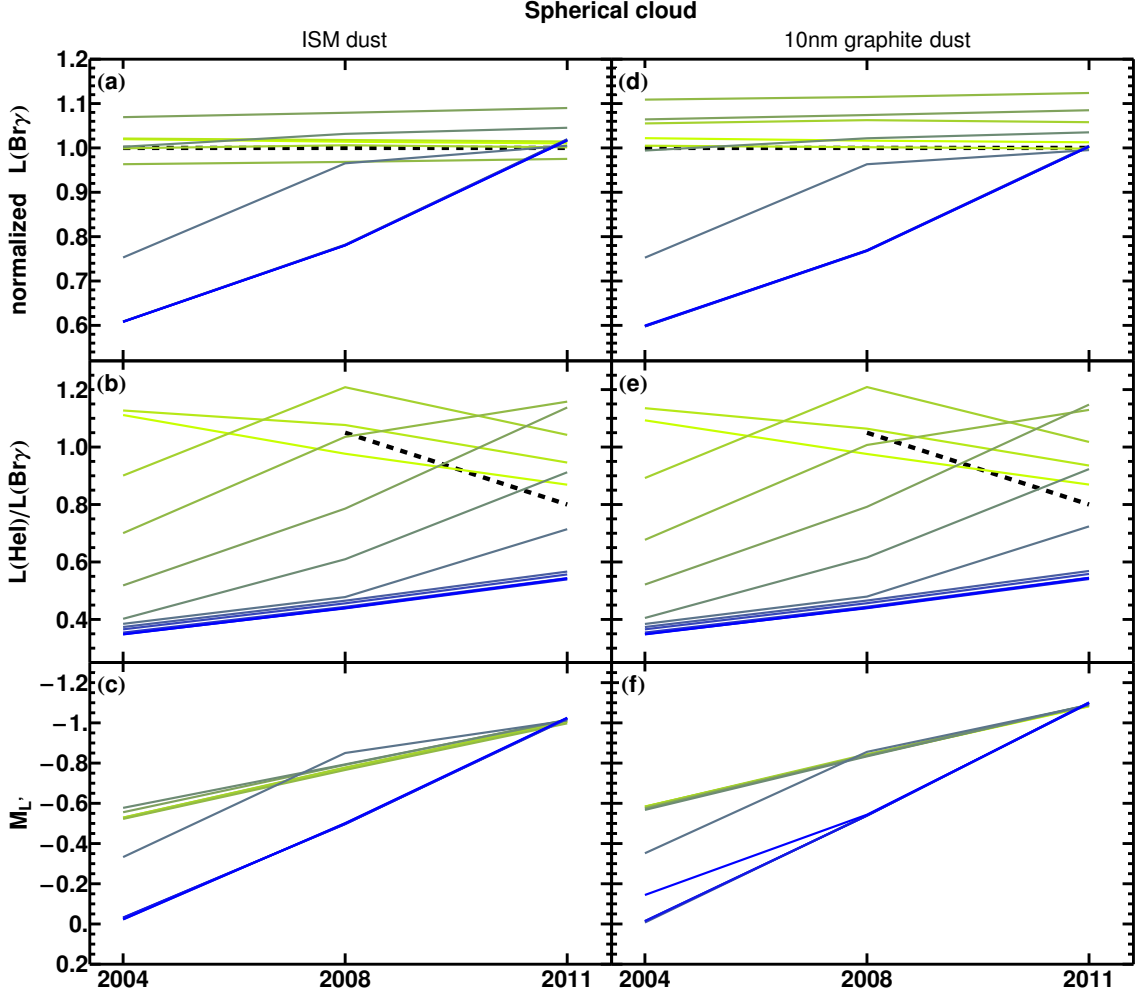 Spherical cloud
ISM dust
10nm graphite dust
(a)
(d)
1.2
1.1
1.0
0.9
0.8
0.7
0.6
normalized L(Brγ)
(b)
(e)
1.2
1.0
0.8
0.6
0.4
L(HeI)/L(Brγ)
(c)
(f)
−1.2
−1.
−0.8
−0.6
−0.4
−0.2
0.
0.2
M_L'
2004
2008
2011
2004
2008
2011